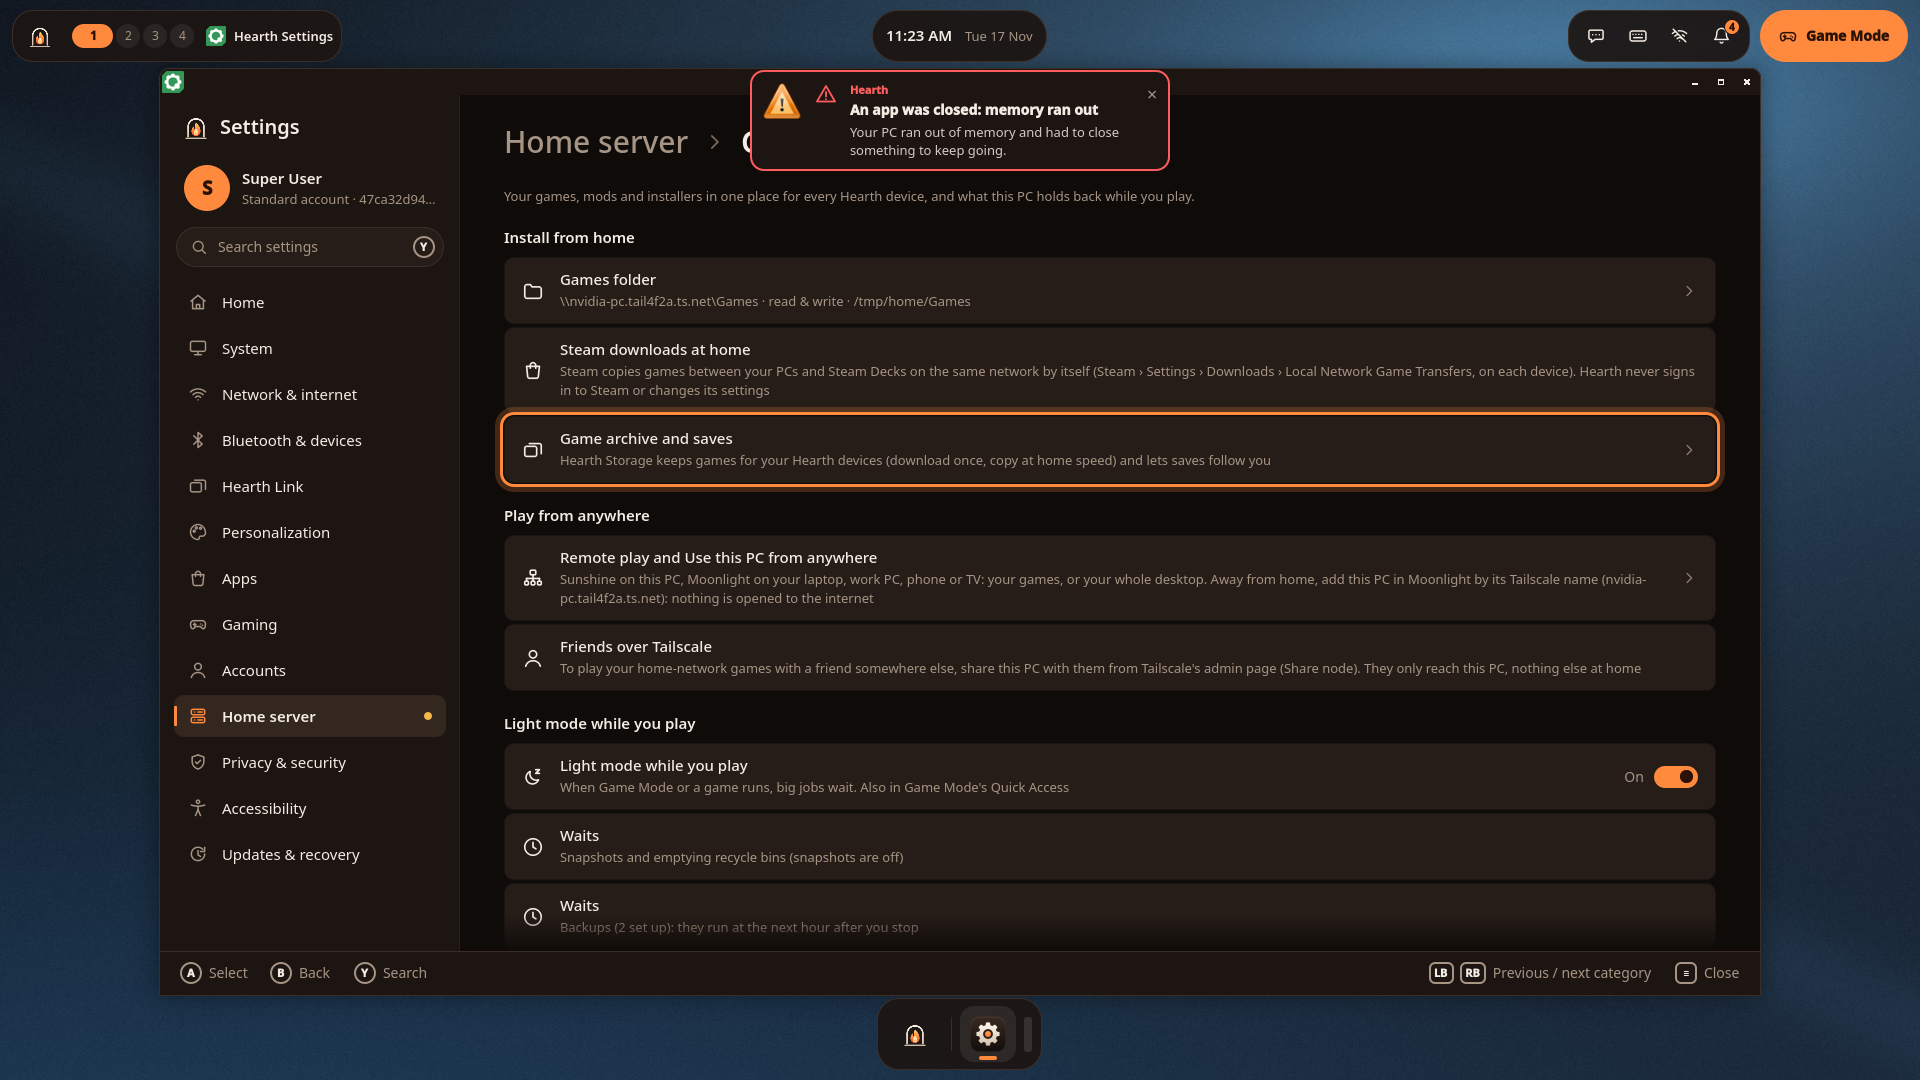 1 2 3 4 Hearth Settings
11:23 AM Tue 17 Nov
4
Game Mode
Hearth
An app was closed: memory ran out
Your PC ran out of memory and had to close
something to keep going.
Settings
S
Super User
Standard account · 47ca32d94...
Search settings Y
Home
System
Network & internet
Bluetooth & devices
Hearth Link
Personalization
Apps
Gaming
Accounts
Home server
Privacy & security
Accessibility
Updates & recovery
Home server
Your games, mods and installers in one place for every Hearth device, and what this PC holds back while you play.
Install from home
Games folder
\\nvidia-pc.tail4f2a.ts.net\Games · read & write · /tmp/home/Games
Steam downloads at home
Steam copies games between your PCs and Steam Decks on the same network by itself (Steam › Settings › Downloads › Local Network Game Transfers, on each device). Hearth never signs
in to Steam or changes its settings
Game archive and saves
Hearth Storage keeps games for your Hearth devices (download once, copy at home speed) and lets saves follow you
Play from anywhere
Remote play and Use this PC from anywhere
Sunshine on this PC, Moonlight on your laptop, work PC, phone or TV: your games, or your whole desktop. Away from home, add this PC in Moonlight by its Tailscale name (nvidia-
pc.tail4f2a.ts.net): nothing is opened to the internet
Friends over Tailscale
To play your home-network games with a friend somewhere else, share this PC with them from Tailscale's admin page (Share node). They only reach this PC, nothing else at home
Light mode while you play
Light mode while you play
When Game Mode or a game runs, big jobs wait. Also in Game Mode's Quick Access
On
Waits
Snapshots and emptying recycle bins (snapshots are off)
Waits
Backups (2 set up): they run at the next hour after you stop
A Select B Back Y Search
LB RB Previous / next category Close